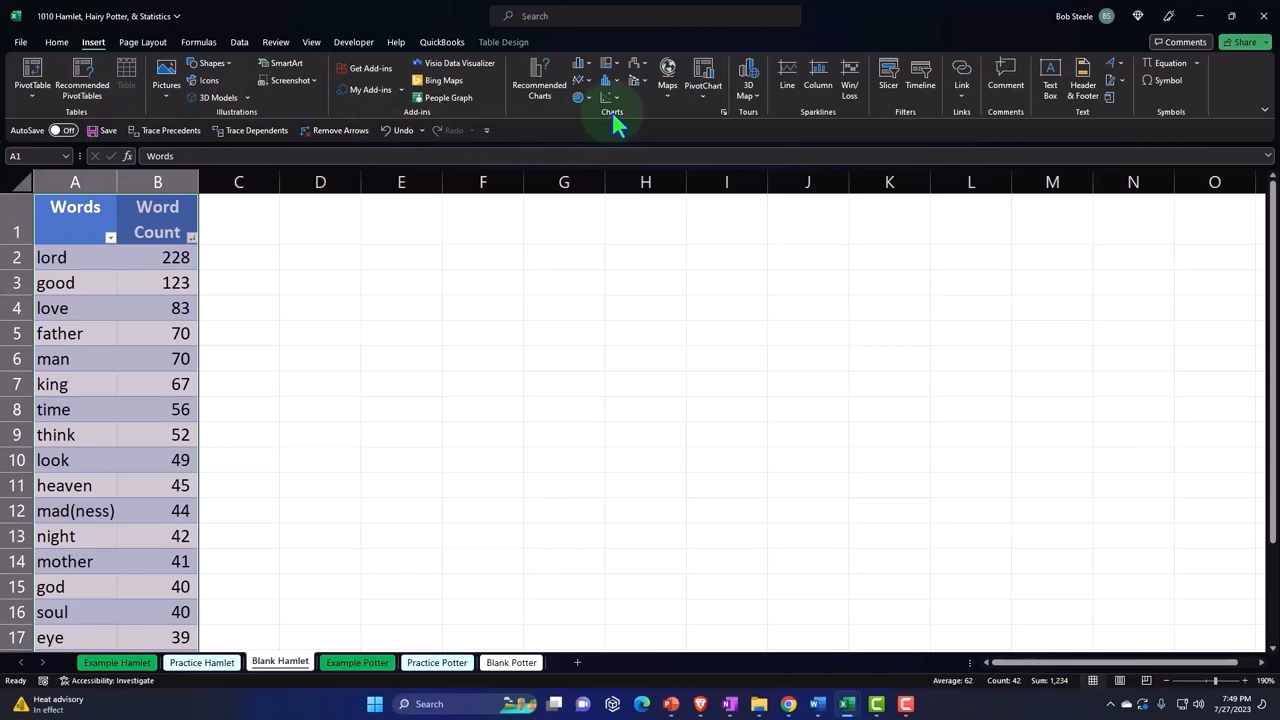 1010 Hamlet, Hairy Potter, & Statistics
Search
Bob Steele
BS
File Home Insert Page Layout Formulas Data Review View Developer Help QuickBooks Table Design
Comments
Share
PivotTable
Recommended PivotTables
Table
Tables
Pictures
Shapes
Icons
3D Models
SmartArt
Screenshot
Illustrations
Get Add-ins
My Add-ins
Visio Data Visualizer
Bing Maps
People Graph
Add-ins
Recommended Charts
Maps
PivotChart
Charts
3D Map
Tours
Line
Column
Win/Loss
Sparklines
Slicer
Timeline
Filters
Link
Links
Comment
Comments
Text Box
Header & Footer
Text
Equation
Symbol
Symbols
AutoSave Off Save Trace Precedents Trace Dependents Remove Arrows Undo Redo
A1 fx Words
A B C D E F G H I J K L M N O
1 Words Word Count
2 lord 228
3 good 123
4 love 83
5 father 70
6 man 70
7 king 67
8 time 56
9 think 52
10 look 49
11 heaven 45
12 mad(ness) 44
13 night 42
14 mother 41
15 god 40
16 soul 40
17 eye 39
Example Hamlet Practice Hamlet Blank Hamlet Example Potter Practice Potter Blank Potter
Ready Accessibility: Investigate Average: 62 Count: 42 Sum: 1,234 190%
Heat advisory
In effect
Search
7:49 PM
7/27/2023